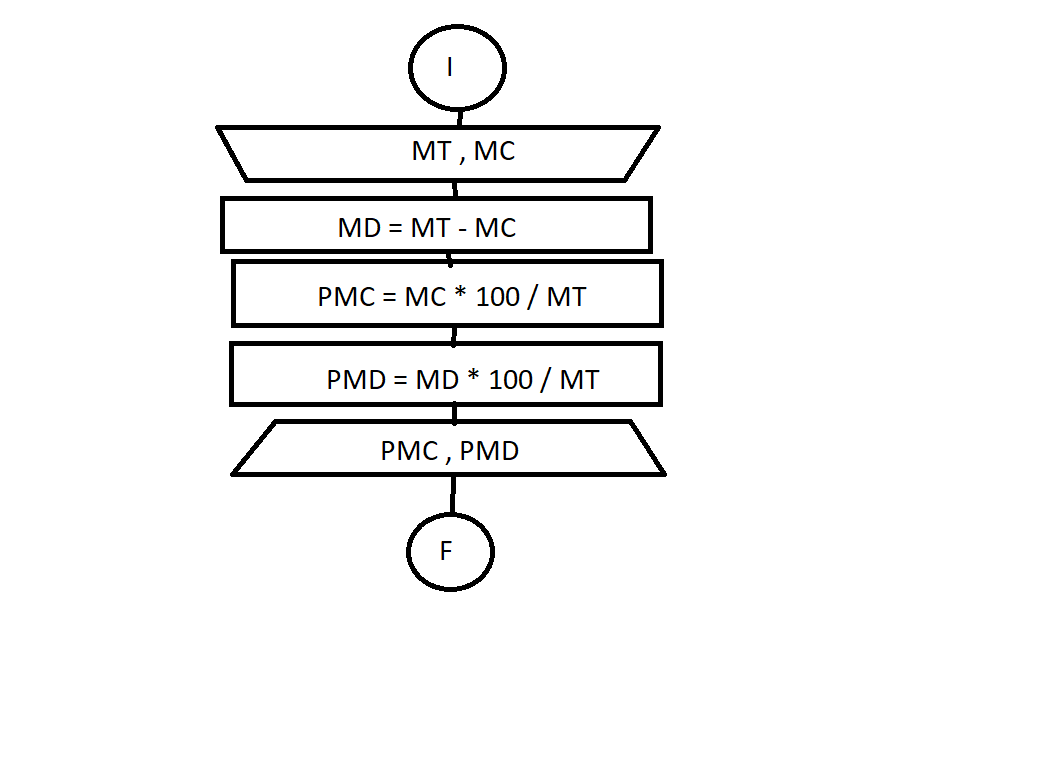 I
MT , MC
MD = MT - MC
PMC = MC * 100 / MT
PMD = MD * 100 / MT
PMC , PMD
F